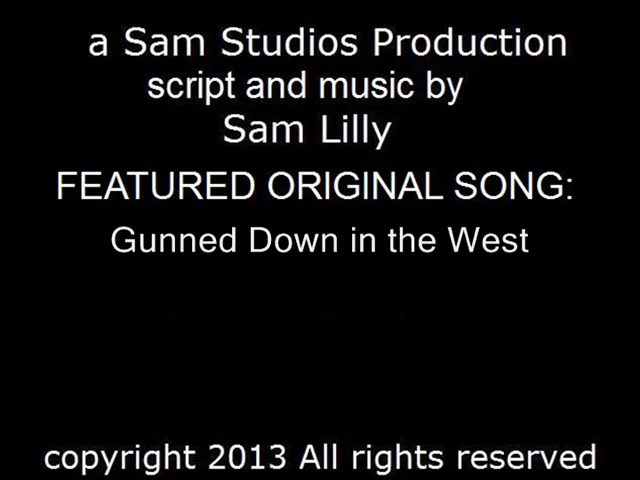 a Sam Studios Production
script and music by
Sam Lilly
FEATURED ORIGINAL SONG:
Gunned Down in the West
copyright 2013 All rights reserved